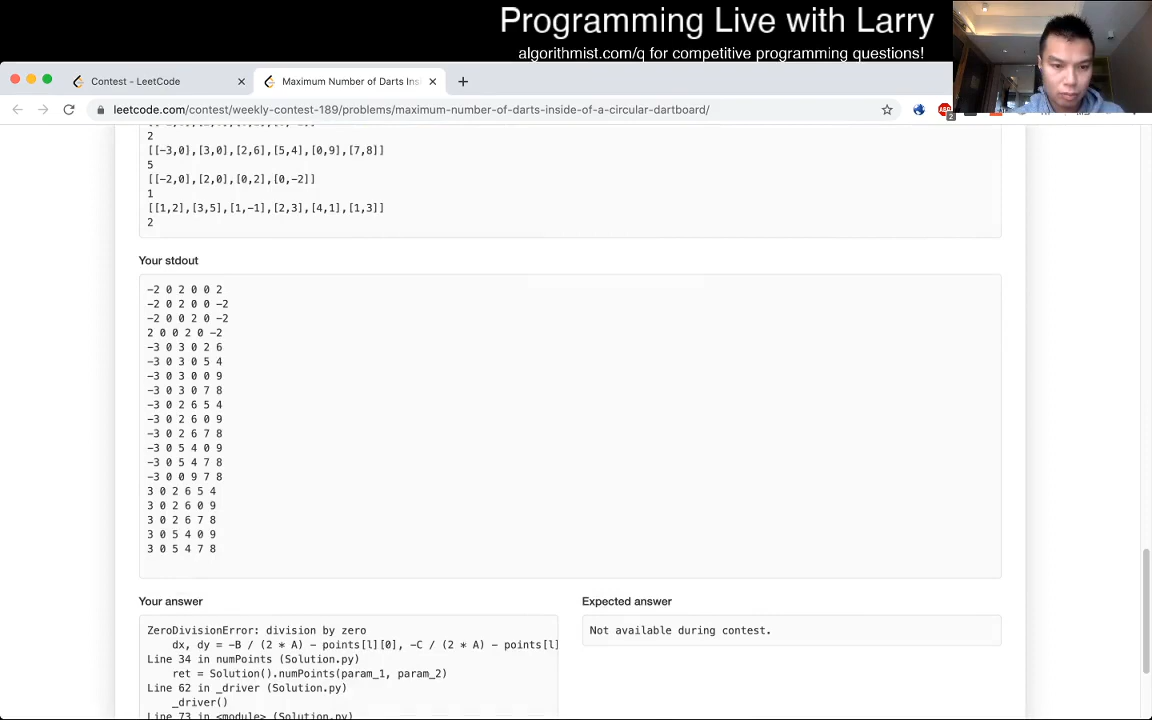 Programming Live with Larry
algorithmist.com/q for competitive programming questions!
Contest - LeetCode
Maximum Number of Darts Ins
leetcode.com/contest/weekly-contest-189/problems/maximum-number-of-darts-inside-of-a-circular-dartboard/
2
[[-3,0],[3,0],[2,6],[5,4],[0,9],[7,8]]
5
[[-2,0],[2,0],[0,2],[0,-2]]
1
[[1,2],[3,5],[1,-1],[2,3],[4,1],[1,3]]
2
Your stdout
-2 0 2 0 0 2
-2 0 2 0 0 -2
-2 0 0 2 0 -2
2 0 0 2 0 -2
-3 0 3 0 2 6
-3 0 3 0 5 4
-3 0 3 0 0 9
-3 0 3 0 7 8
-3 0 2 6 5 4
-3 0 2 6 0 9
-3 0 2 6 7 8
-3 0 5 4 0 9
-3 0 5 4 7 8
-3 0 0 9 7 8
3 0 2 6 5 4
3 0 2 6 0 9
3 0 2 6 7 8
3 0 5 4 0 9
3 0 5 4 7 8
Your answer
Expected answer
ZeroDivisionError: division by zero
Not available during contest.
dx, dy = -B / (2 * A) - points[l][0], -C / (2 * A) - points[l]
Line 34 in numPoints (Solution.py)
ret = Solution().numPoints(param_1, param_2)
Line 62 in _driver (Solution.py)
_driver()
Line 73 in <module> (Solution.py)